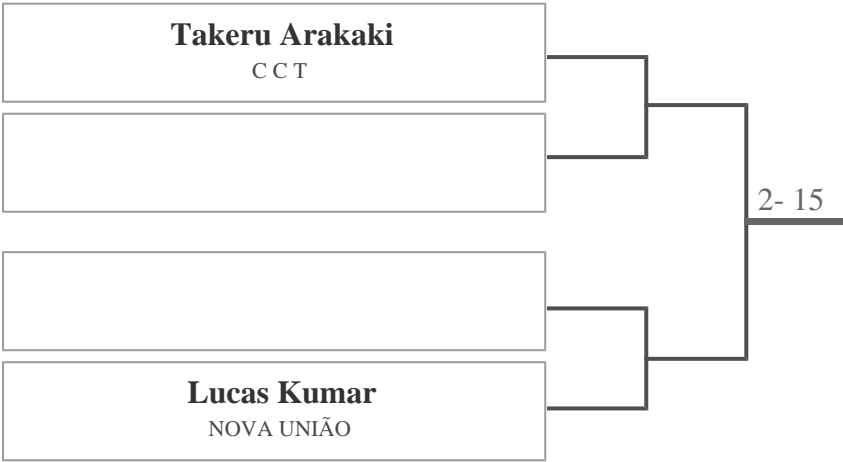 Takeru Arakaki
C C T
2- 15
Lucas Kumar
NOVA UNIÃO